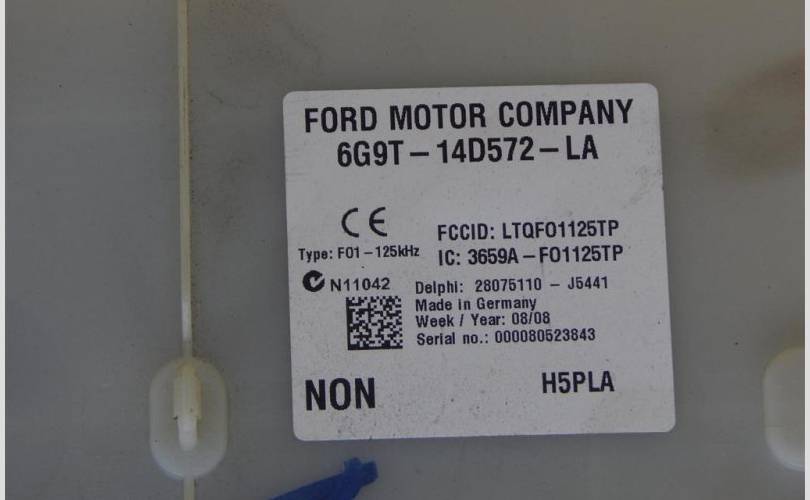 FORD MOTOR COMPANY
6G9T-14D572-LA
CE
FCCID: LTQFO1125TP
Type: F01-125kHz
IC: 3659A-FO1125TP
N11042
Delphi: 28075110 - J5441
Made in Germany
Week / Year: 08/08
Serial no.: 000080523843
NON
H5PLA